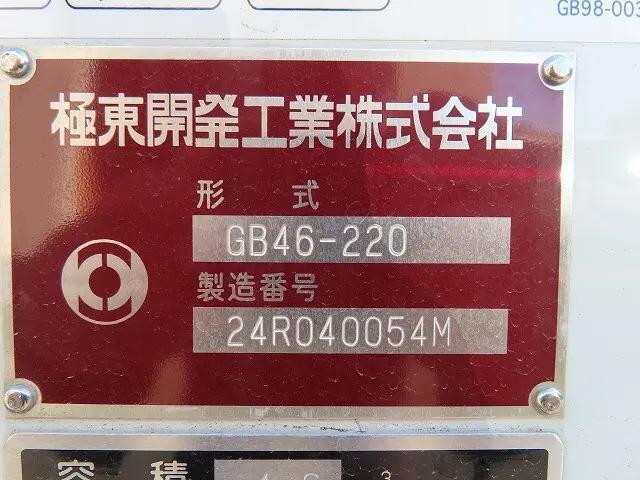 GB98-003
極東開発工業株式会社
形 式
GB46-220
製造番号
24R040054M
容 積